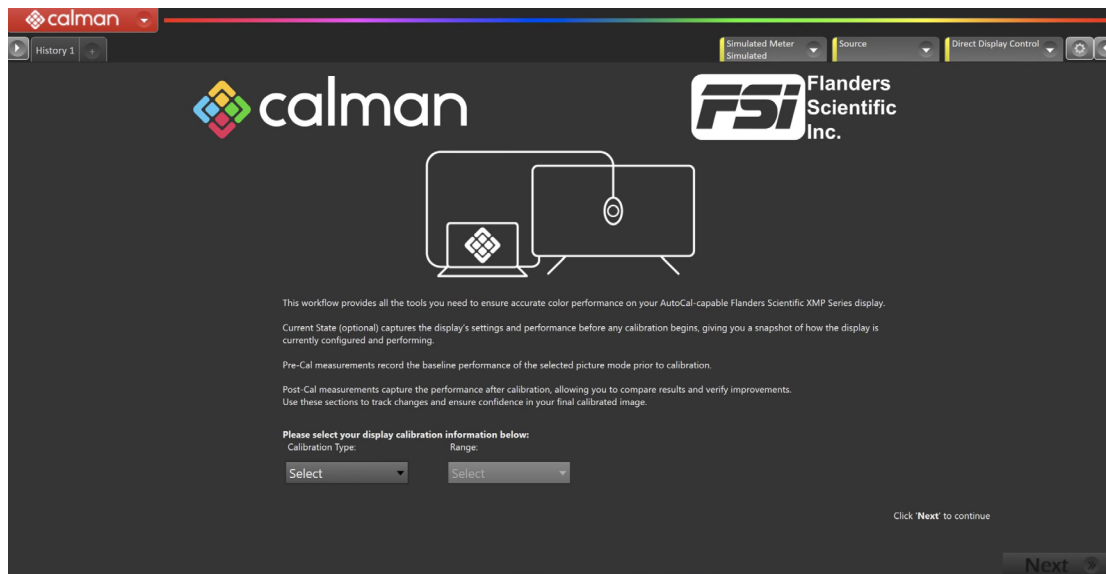 calman
History 1
+
Simulated Meter
Simulated
Source
Direct Display Control
calman
FSi
Flanders
Scientific
Inc.
This workflow provides all the tools you need to ensure accurate color performance on your AutoCal-capable Flanders Scientific XMP Series display.
Current State (optional) captures the display's settings and performance before any calibration begins, giving you a snapshot of how the display is
currently configured and performing.
Pre-Cal measurements record the baseline performance of the selected picture mode prior to calibration.
Post-Cal measurements capture the performance after calibration, allowing you to compare results and verify improvements.
Use these sections to track changes and ensure confidence in your final calibrated image.
Please select your display calibration information below:
Calibration Type: Range:
Select Select
Click 'Next' to continue
Next